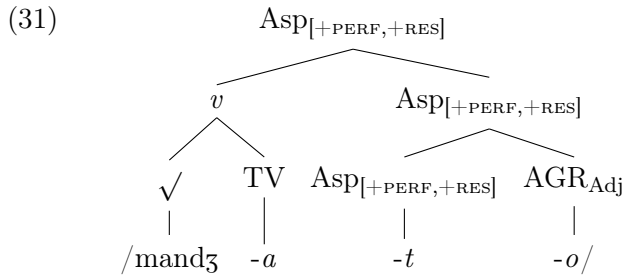 (31) Asp[+PERF,+RES]
v Asp[+PERF,+RES]
√ TV Asp[+PERF,+RES] AGRAdj
/mandʒ -a -t -o/